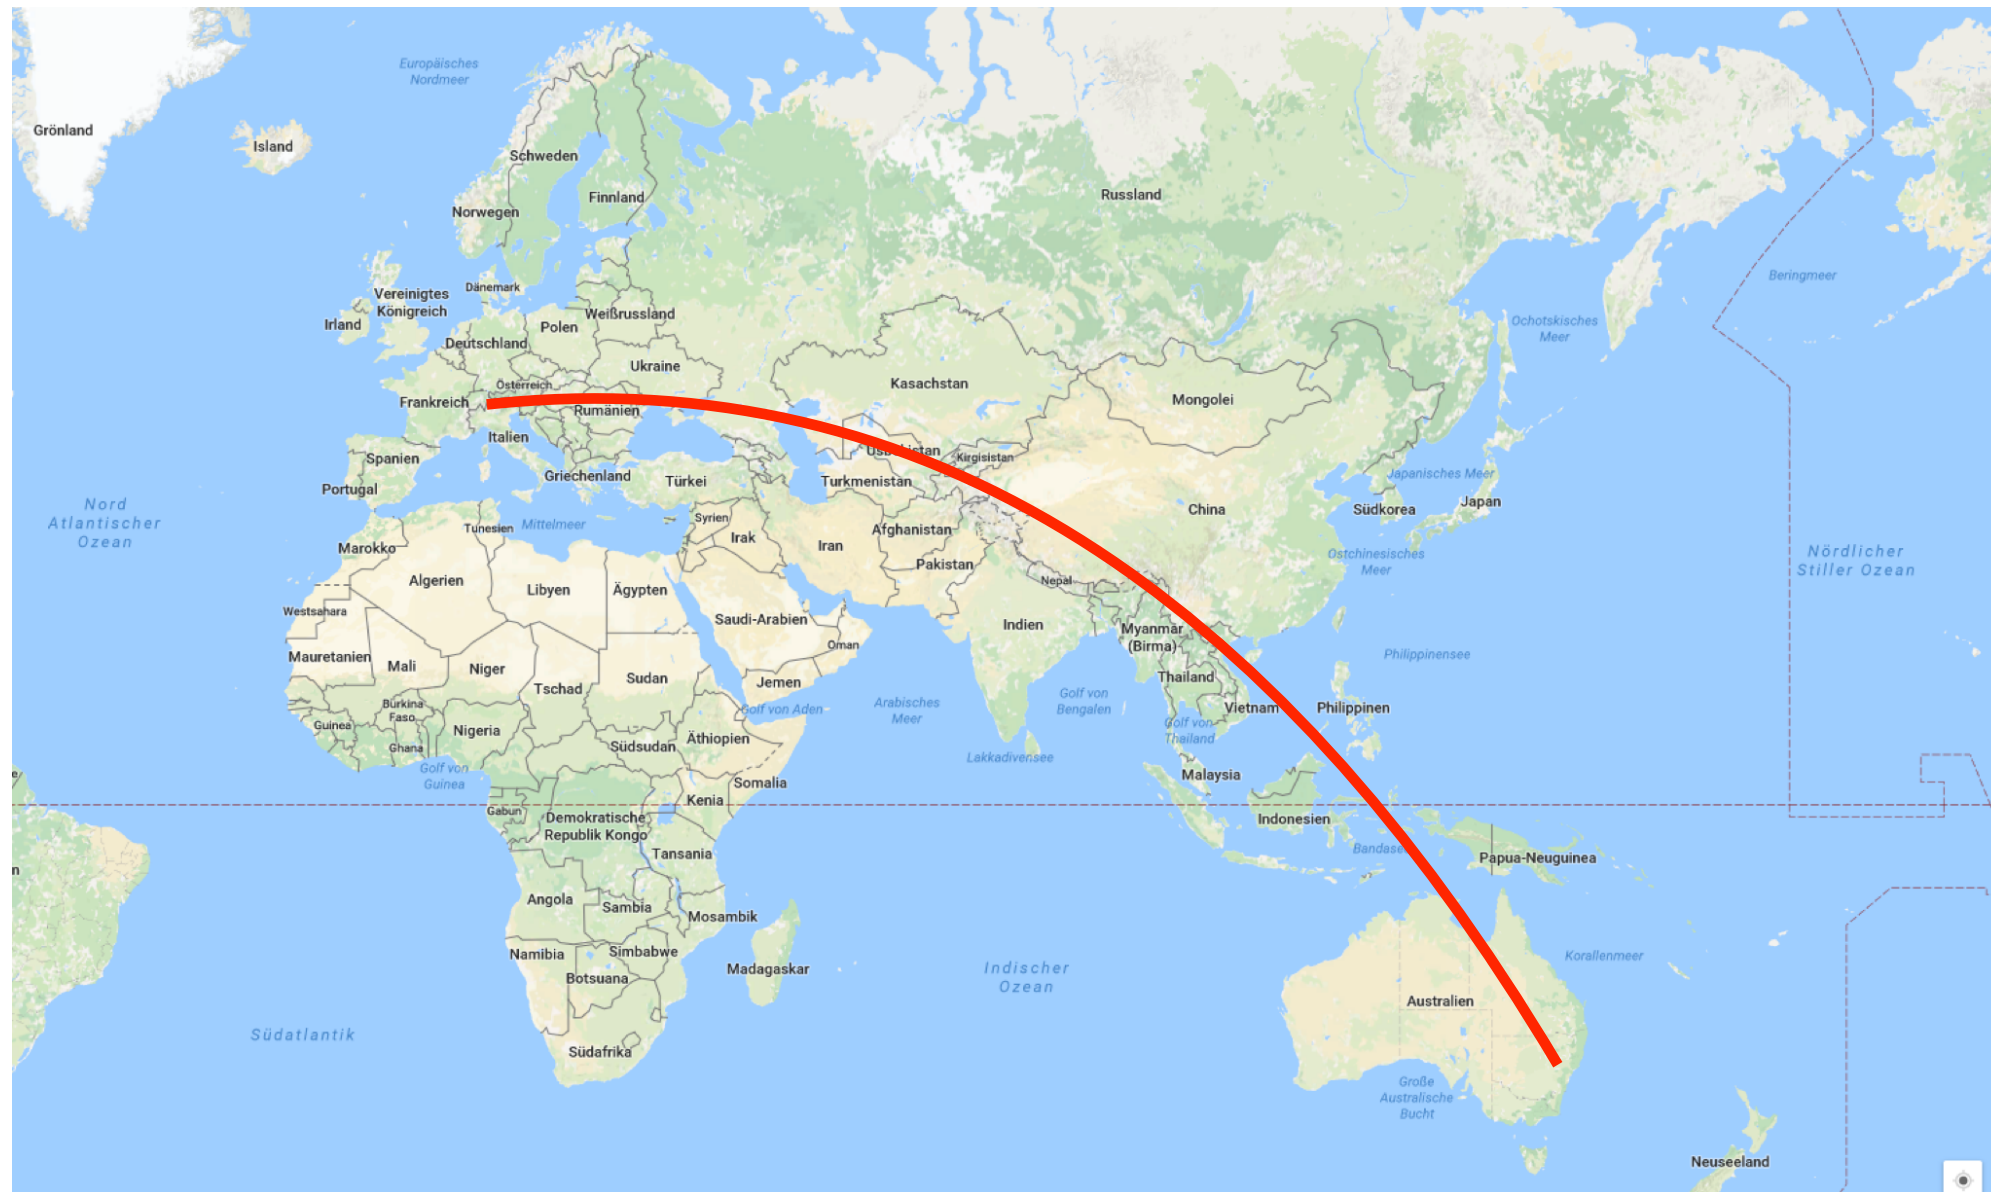 Europäisches
Nordmeer
Grönland
Island
Schweden
Finnland
Norwegen
Russland
Dänemark
Vereinigtes
Königreich
Irland
Weißrussland
Polen
Deutschland
Ukraine
Österreich
Frankreich
Rumänien
Italien
Spanien
Portugal
Griechenland
Türkei
Kasachstan
Mongolei
Usbekistan
Kirgisistan
Turkmenistan
Beringmeer
Ochotskisches
Meer
Japanisches Meer
Japan
Südkorea
China
Ostchinesisches
Meer
Nord
Atlantischer
Ozean
Nördlicher
Stiller Ozean
Tunesien
Mittelmeer
Syrien
Irak
Iran
Afghanistan
Pakistan
Marokko
Algerien
Libyen
Ägypten
Saudi-Arabien
Nepal
Indien
Myanmar
(Birma)
Westsahara
Mauretanien
Mali
Niger
Tschad
Sudan
Oman
Jemen
Golf von Aden
Arabisches
Meer
Golf von
Bengalen
Thailand
Vietnam
Golf von
Thailand
Philippinen
Philippinensee
Burkina
Faso
Guinea
Ghana
Nigeria
Südsudan
Äthiopien
Golf von
Guinea
Somalia
Kenia
Lakkadivensee
Malaysia
Gabun
Demokratische
Republik Kongo
Tansania
Indonesien
Papua-Neuguinea
Angola
Sambia
Mosambik
Namibia
Simbabwe
Botsuana
Madagaskar
Südafrika
Südatlantik
Indischer
Ozean
Australien
Korallenmeer
Große
Australische
Bucht
Neuseeland